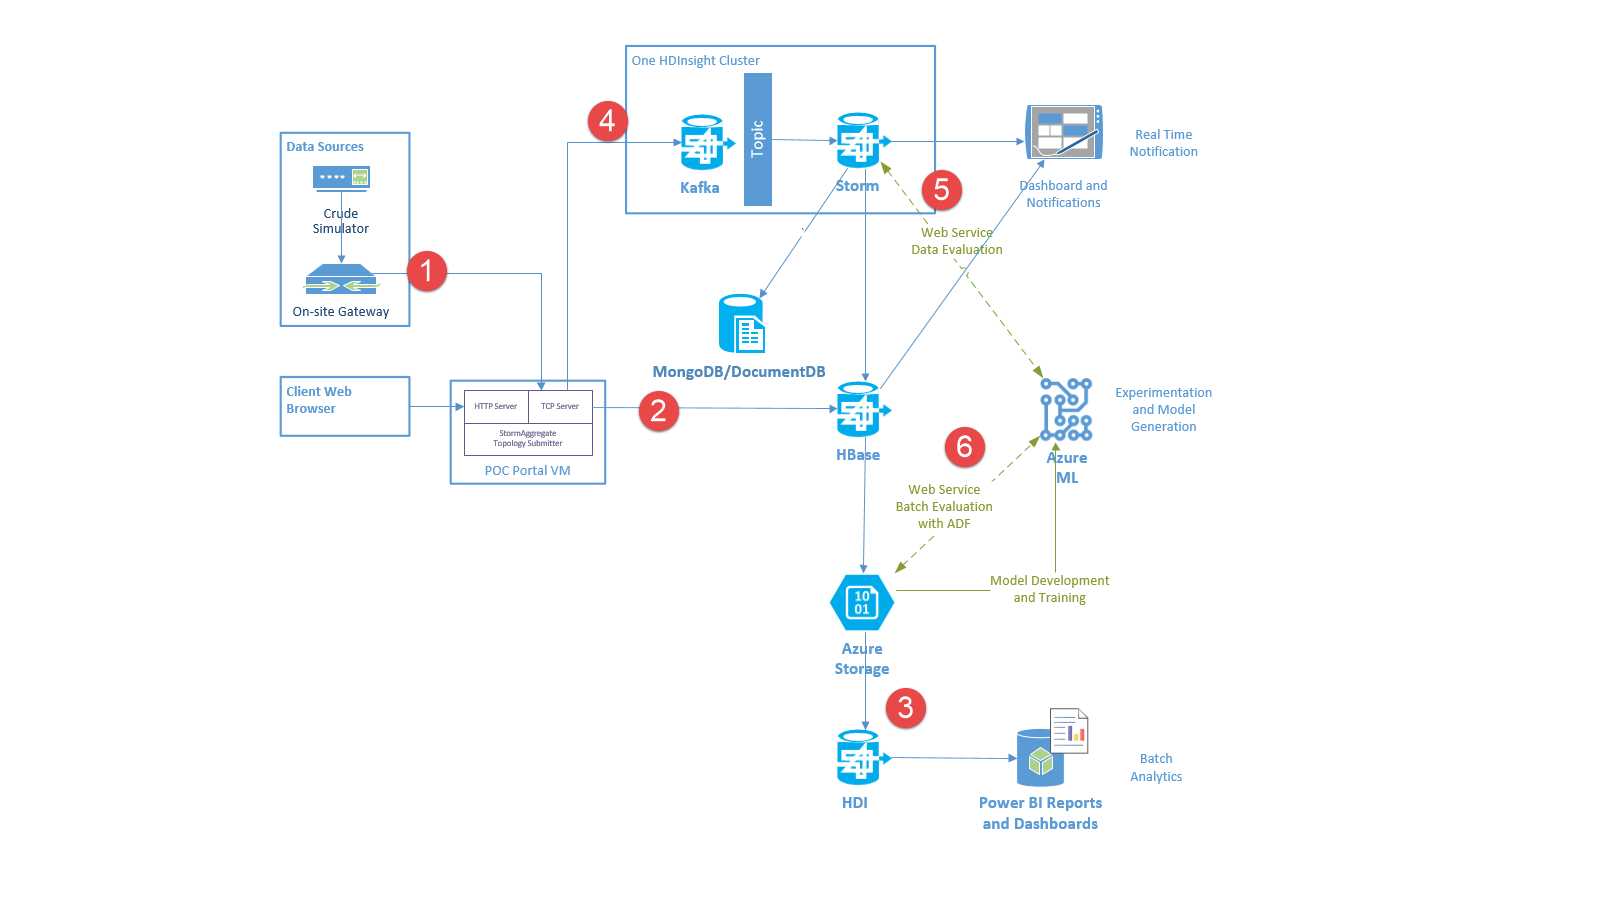 One HDInsight Cluster
4
Topic
Kafka
Storm
5
Real Time
Notification
Dashboard and
Notifications
Data Sources
Crude
Simulator
1
On-site Gateway
Web Service
Data Evaluation
MongoDB/DocumentDB
Client Web
Browser
HTTP Server
TCP Server
StormAggregate
Topology Submitter
POC Portal VM
2
HBase
Experimentation
and Model
Generation
6
Azure
ML
Web Service
Batch Evaluation
with ADF
Model Development
and Training
10
01
Azure
Storage
3
HDI
Power BI Reports
and Dashboards
Batch
Analytics